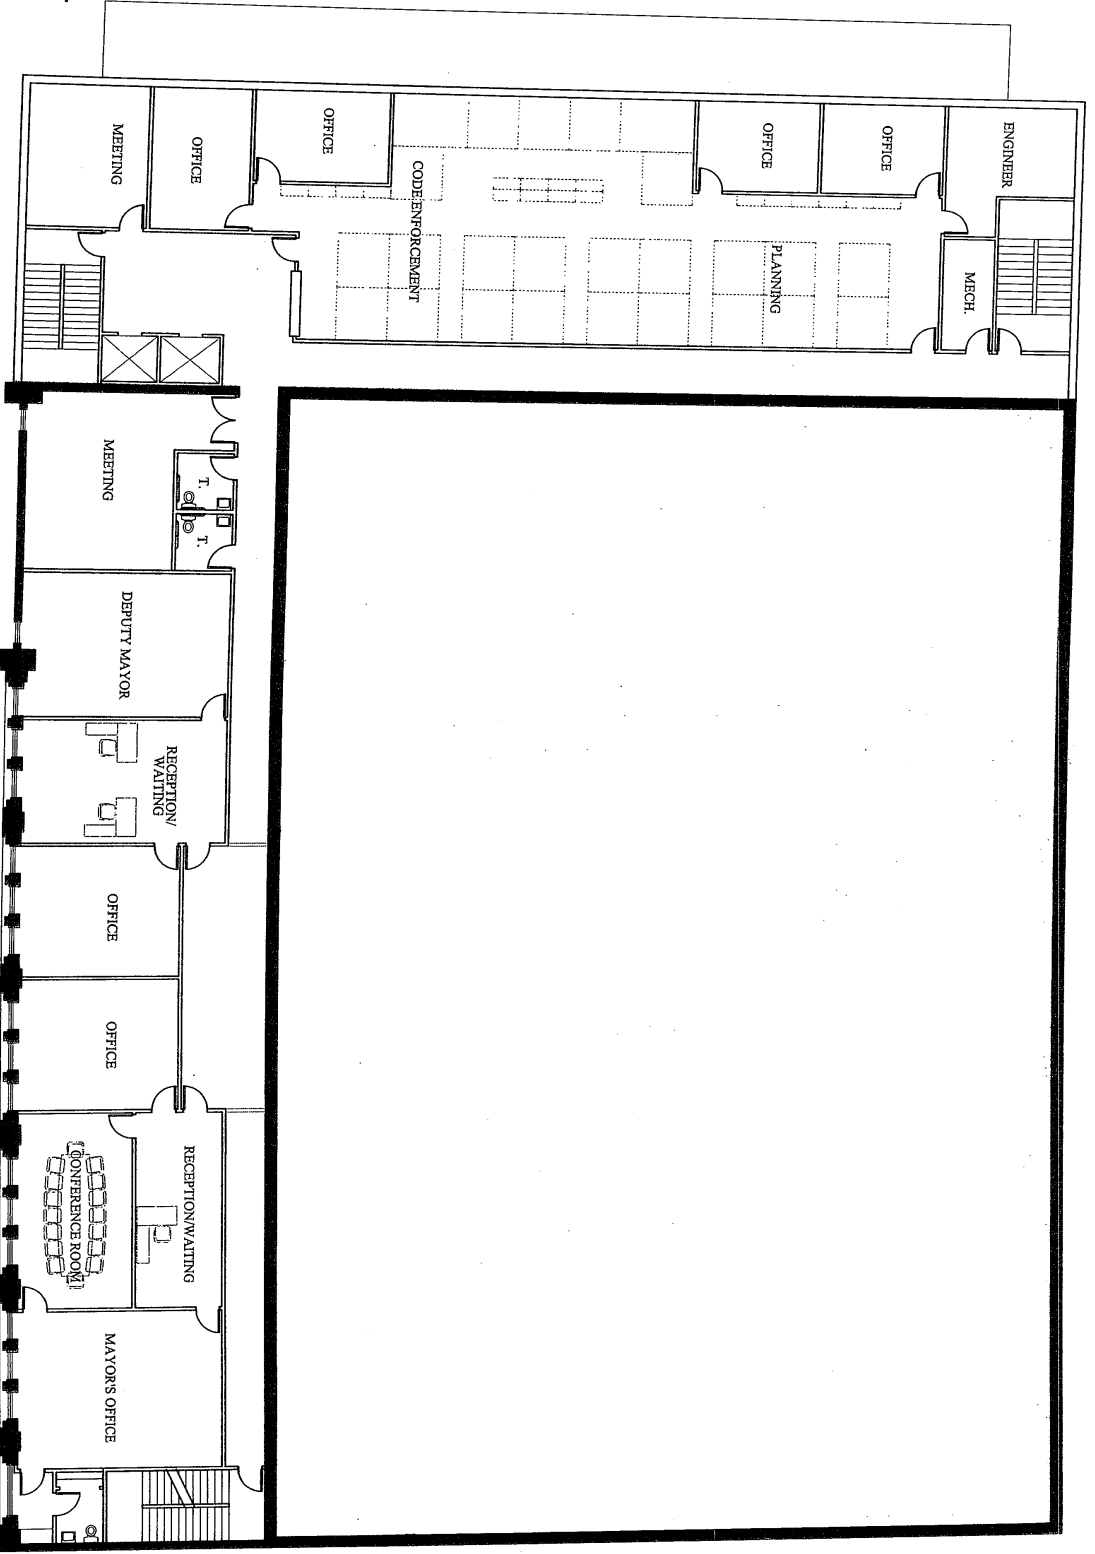 MEETING
OFFICE
OFFICE
CODE ENFORCEMENT
OFFICE
OFFICE
ENGINEER
PLANNING
MECH.
MEETING
T.
T.
DEPUTY MAYOR
RECEPTION/
WAITING
OFFICE
OFFICE
CONFERENCE ROOM
RECEPTION/WAITING
MAYOR'S OFFICE